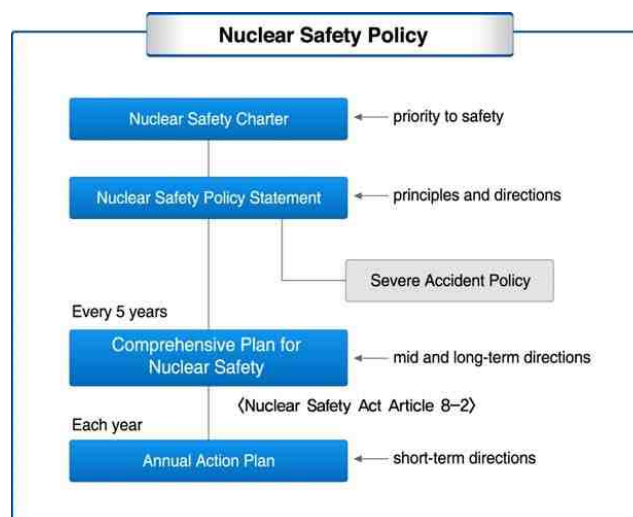 Nuclear Safety Policy
Nuclear Safety Charter
priority to safety
Nuclear Safety Policy Statement
principles and directions
Severe Accident Policy
Every 5 years
Comprehensive Plan for
Nuclear Safety
mid and long-term directions
〈Nuclear Safety Act Article 8-2〉
Each year
Annual Action Plan
short-term directions